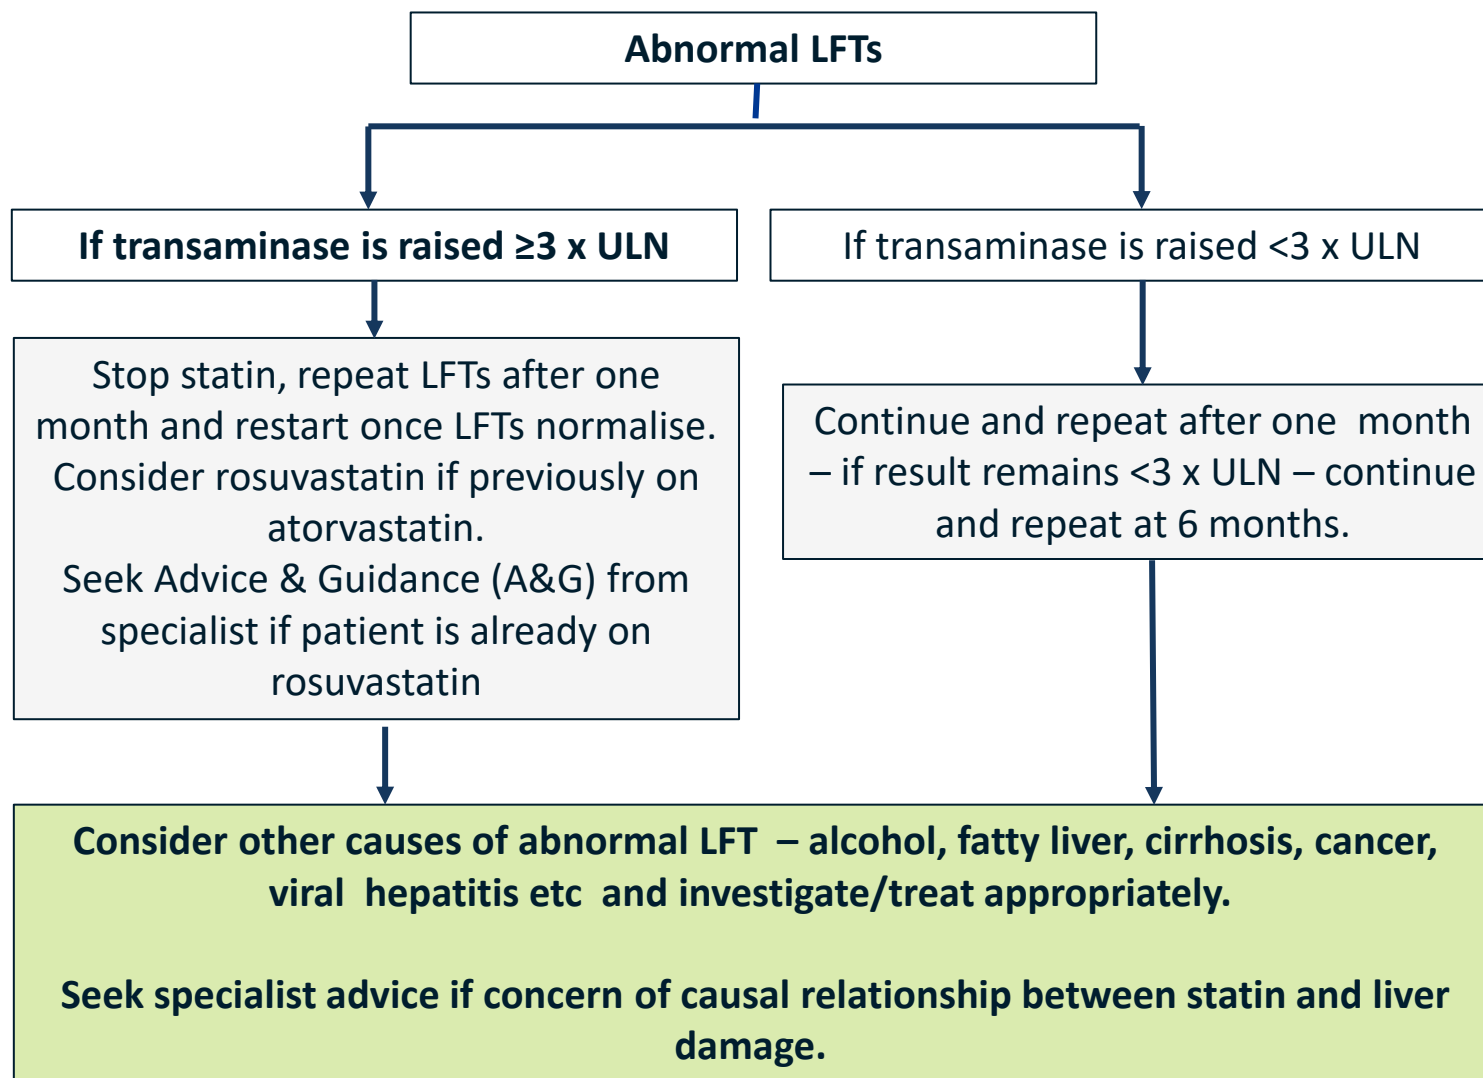 Abnormal LFTs
If transaminase is raised ≥3 x ULN
If transaminase is raised <3 x ULN
Stop statin, repeat LFTs after one
month and restart once LFTs normalise.
Consider rosuvastatin if previously on
atorvastatin.
Seek Advice & Guidance (A&G) from
specialist if patient is already on
rosuvastatin
Continue and repeat after one month
– if result remains <3 x ULN – continue
and repeat at 6 months.
Consider other causes of abnormal LFT – alcohol, fatty liver, cirrhosis, cancer,
viral hepatitis etc and investigate/treat appropriately.
Seek specialist advice if concern of causal relationship between statin and liver
damage.